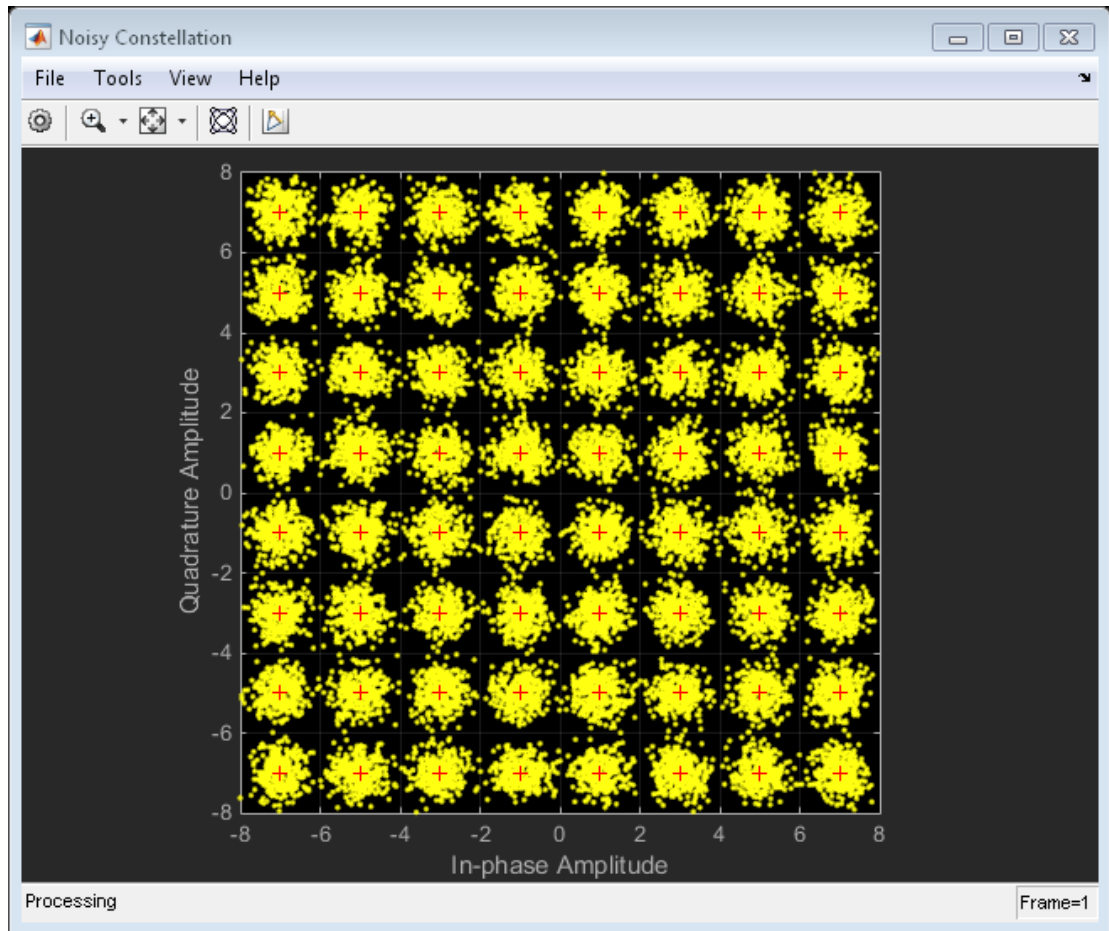 Noisy Constellation
File Tools View Help
8
6
4
2
0
-2
-4
-6
-8
Quadrature Amplitude
-8 -6 -4 -2 0 2 4 6 8
In-phase Amplitude
Processing
Frame=1